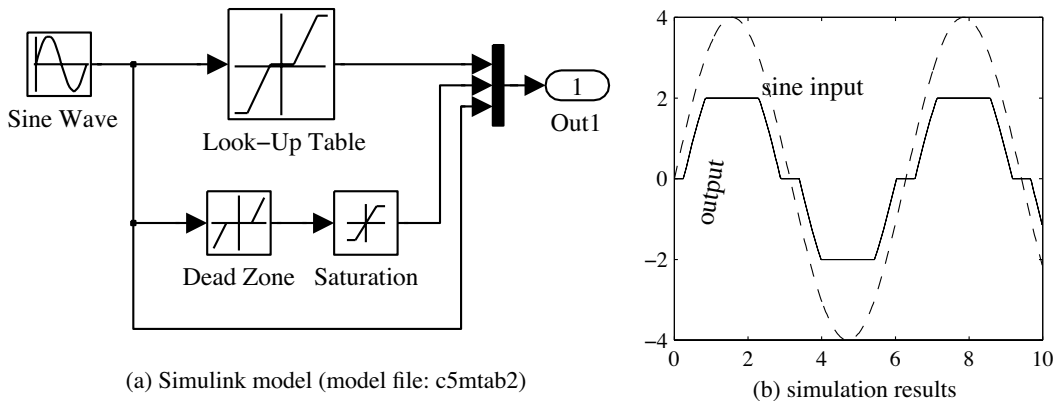 Sine Wave
Look-Up Table
Dead Zone
Saturation
1
Out1
(a) Simulink model (model file: c5mtab2)
4
2
0
−2
−4
0
2
4
6
8
10
sine input
output
(b) simulation results